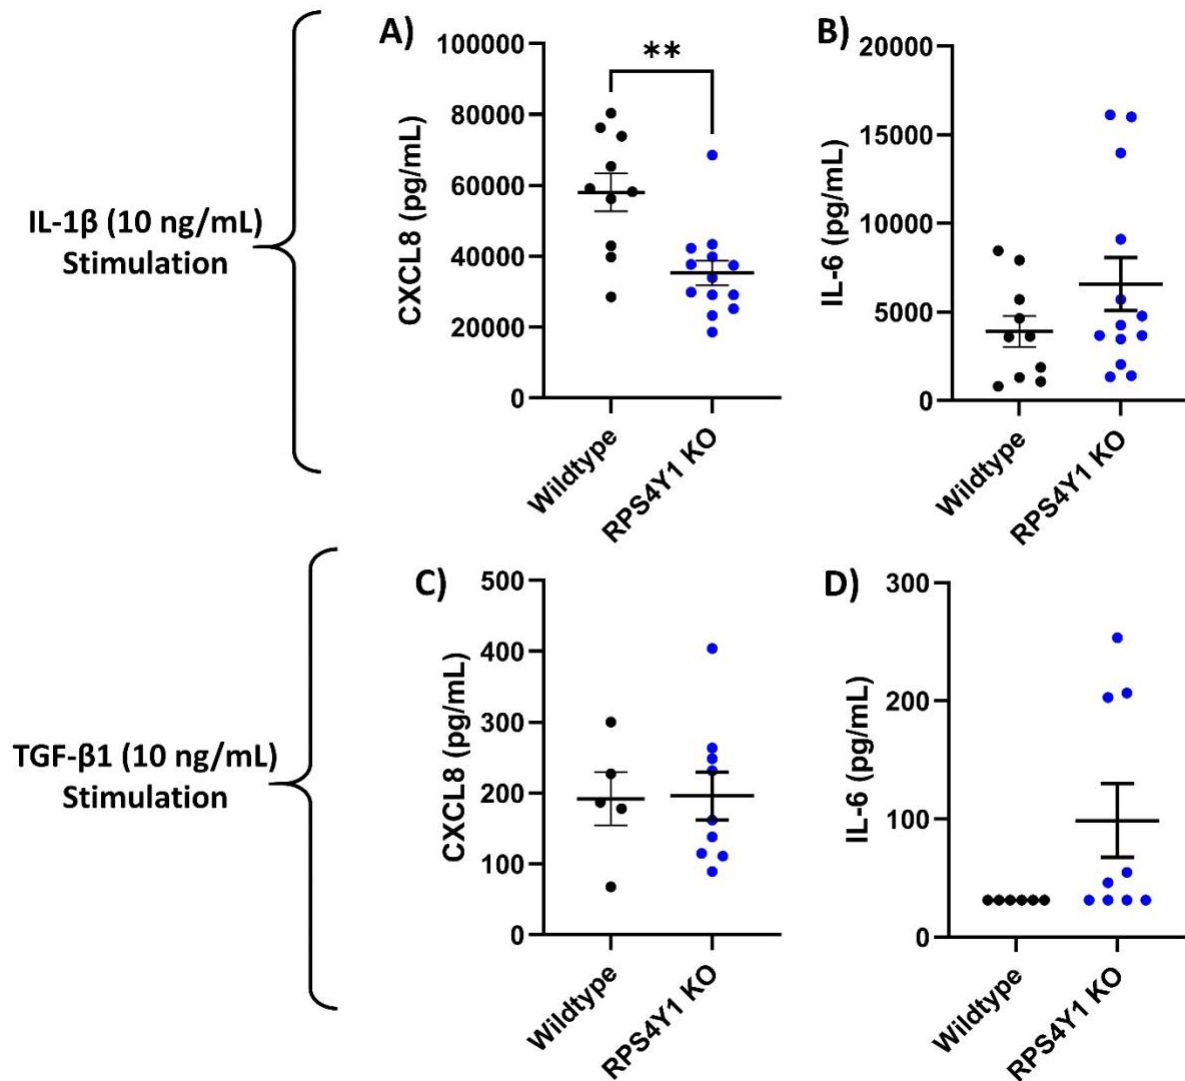 A)
**
CXCL8 (pg/mL)
100000
80000
60000
40000
20000
0
Wildtype
RPS4Y1 KO
B)
IL-6 (pg/mL)
20000
15000
10000
5000
0
Wildtype
RPS4Y1 KO
IL-1β (10 ng/mL)
Stimulation
C)
CXCL8 (pg/mL)
500
400
300
200
100
0
Wildtype
RPS4Y1 KO
D)
IL-6 (pg/mL)
300
200
100
0
Wildtype
RPS4Y1 KO
TGF-β1 (10 ng/mL)
Stimulation